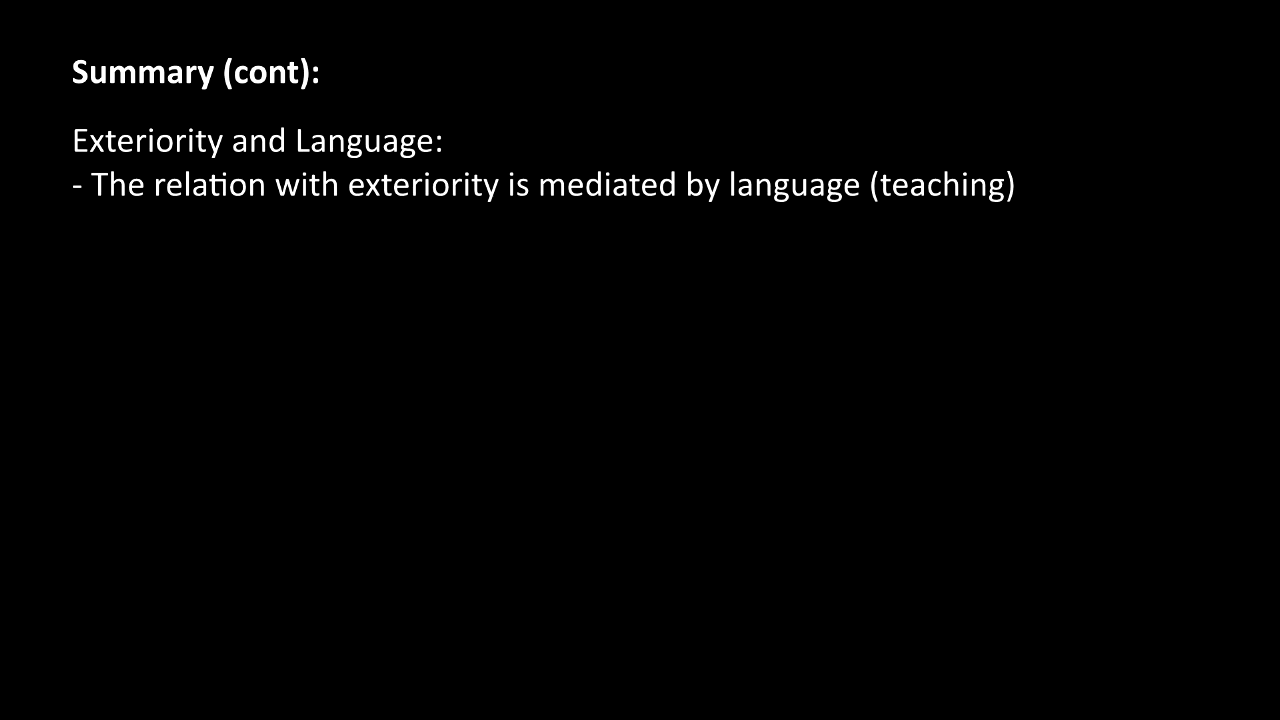 Summary (cont):
Exteriority and Language:
- The relation with exteriority is mediated by language (teaching)